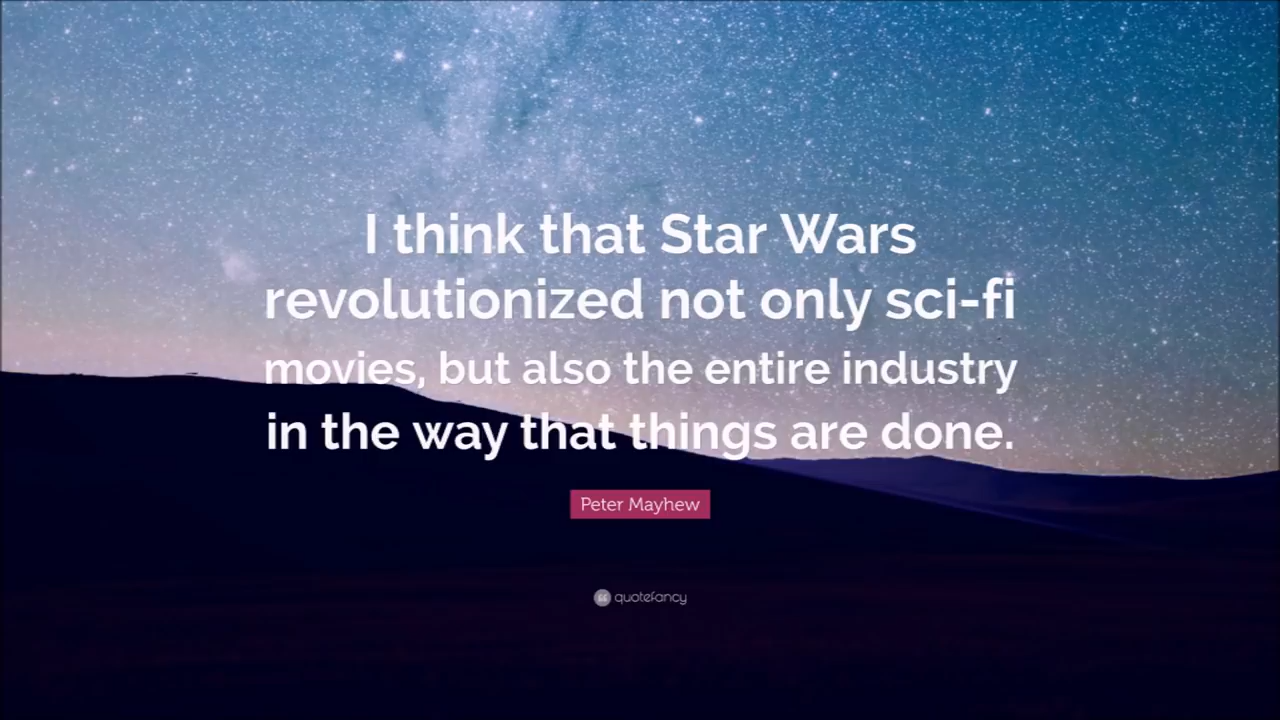 I think that Star Wars
revolutionized not only sci-fi
movies, but also the entire industry
in the way that things are done.
Peter Mayhew
quotefancy